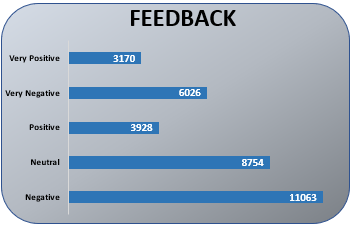 FEEDBACK
Very Positive 3170
Very Negative 6026
Positive 3928
Neutral 8754
Negative 11063